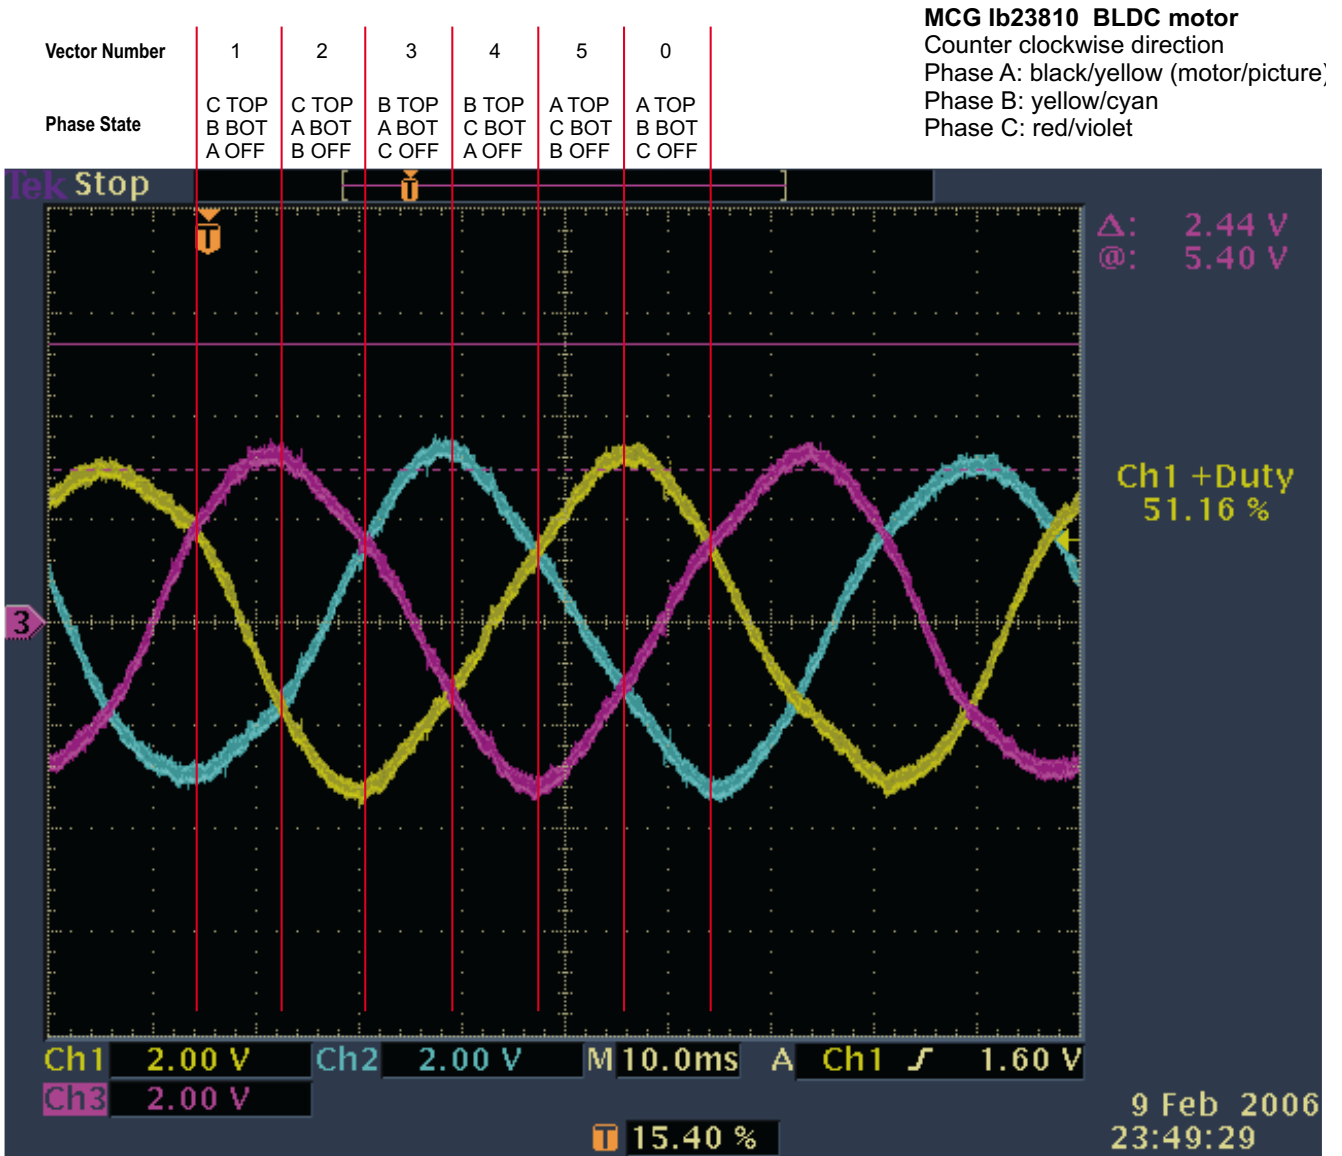 MCG Ib23810 BLDC motor
Counter clockwise direction
Phase A: black/yellow (motor/picture)
Phase B: yellow/cyan
Phase C: red/violet
Vector Number 1 2 3 4 5 0
Phase State
C TOP C TOP B TOP B TOP A TOP A TOP
B BOT A BOT A BOT C BOT C BOT B BOT
A OFF B OFF C OFF A OFF B OFF C OFF
Tek Stop
T
T
Δ: 2.44 V
@: 5.40 V
Ch1 +Duty
51.16 %
3
Ch1 2.00 V Ch2 2.00 V M 10.0ms A Ch1 1.60 V
Ch3 2.00 V
T 15.40 %
9 Feb 2006
23:49:29